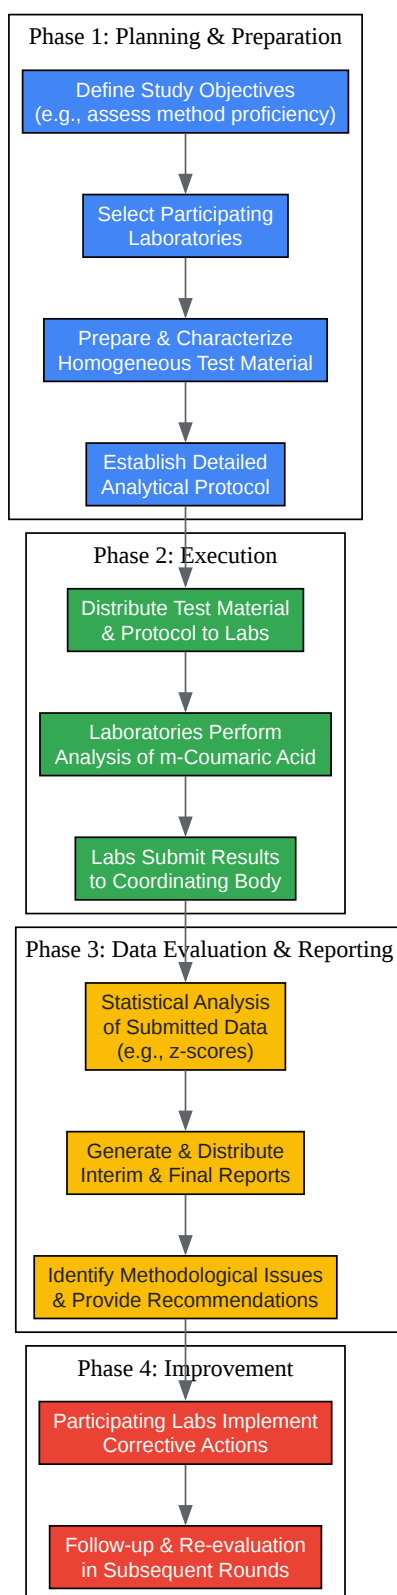 Phase 1: Planning & Preparation
Define Study Objectives
(e.g., assess method proficiency)
Select Participating
Laboratories
Prepare & Characterize
Homogeneous Test Material
Establish Detailed
Analytical Protocol
Phase 2: Execution
Distribute Test Material
& Protocol to Labs
Laboratories Perform
Analysis of m-Coumaric Acid
Labs Submit Results
to Coordinating Body
Phase 3: Data Evaluation & Reporting
Statistical Analysis
of Submitted Data
(e.g., z-scores)
Generate & Distribute
Interim & Final Reports
Identify Methodological Issues
& Provide Recommendations
Phase 4: Improvement
Participating Labs Implement
Corrective Actions
Follow-up & Re-evaluation
in Subsequent Rounds